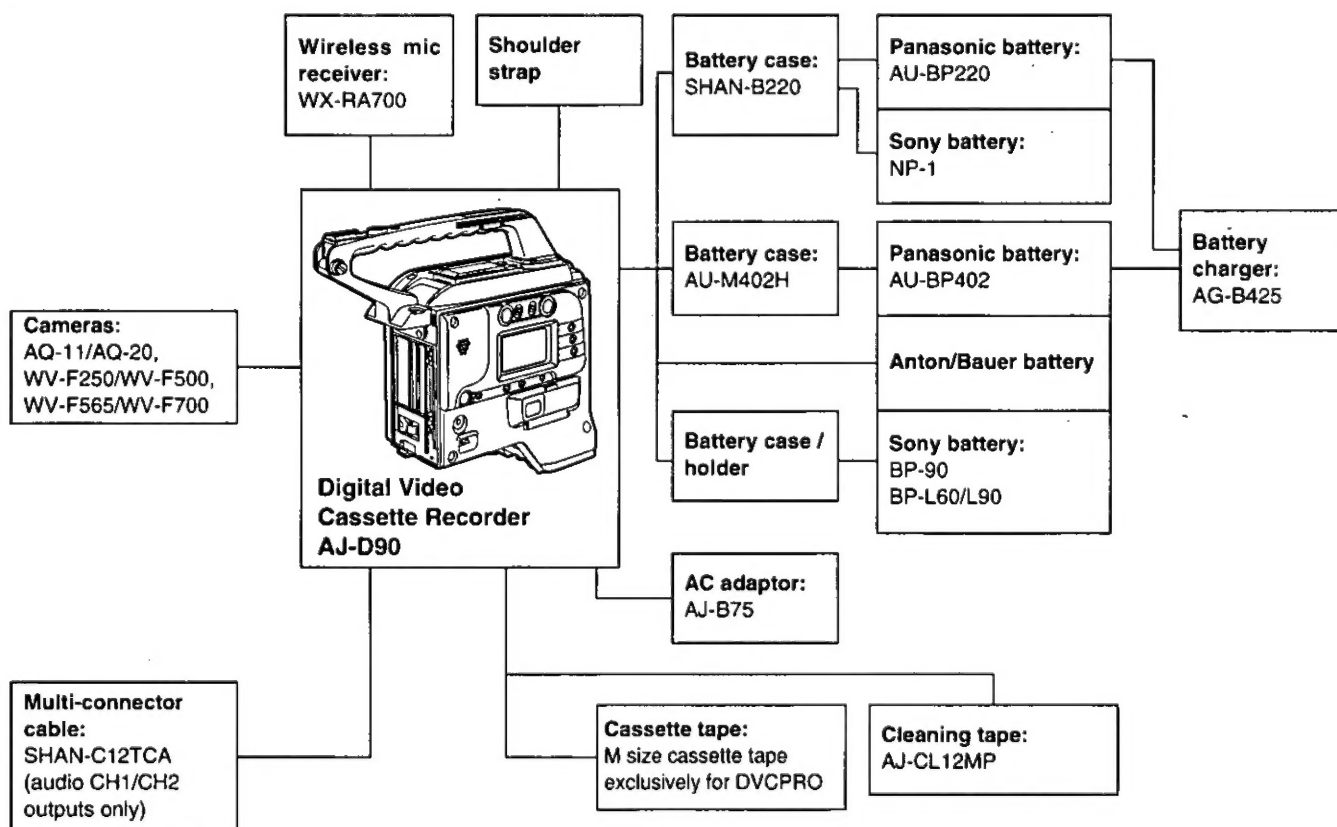 Wireless mic
receiver:
WX-RA700
Shoulder
strap
Battery case:
SHAN-B220
Panasonic battery:
AU-BP220
Sony battery:
NP-1
Battery case:
AU-M402H
Panasonic battery:
AU-BP402
Battery
charger:
AG-B425
Cameras:
AQ-11/AQ-20,
WV-F250/WV-F500,
WV-F565/WV-F700
Anton/Bauer battery
Battery case /
holder
Sony battery:
BP-90
BP-L60/L90
Digital Video
Cassette Recorder
AJ-D90
AC adaptor:
AJ-B75
Multi-connector
cable:
SHAN-C12TCA
(audio CH1/CH2
outputs only)
Cassette tape:
M size cassette tape
exclusively for DVCPRO
Cleaning tape:
AJ-CL12MP